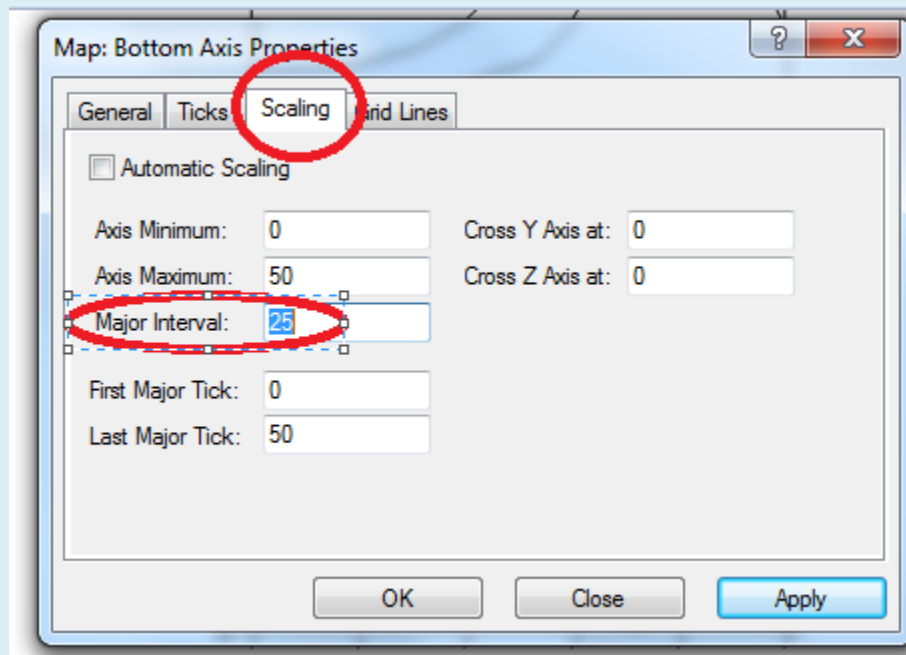 Map: Bottom Axis Properties
General Ticks Scaling Grid Lines
Automatic Scaling
Axis Minimum: 0 Cross Y Axis at: 0
Axis Maximum: 50 Cross Z Axis at: 0
Major Interval: 25
First Major Tick: 0
Last Major Tick: 50
OK Close Apply